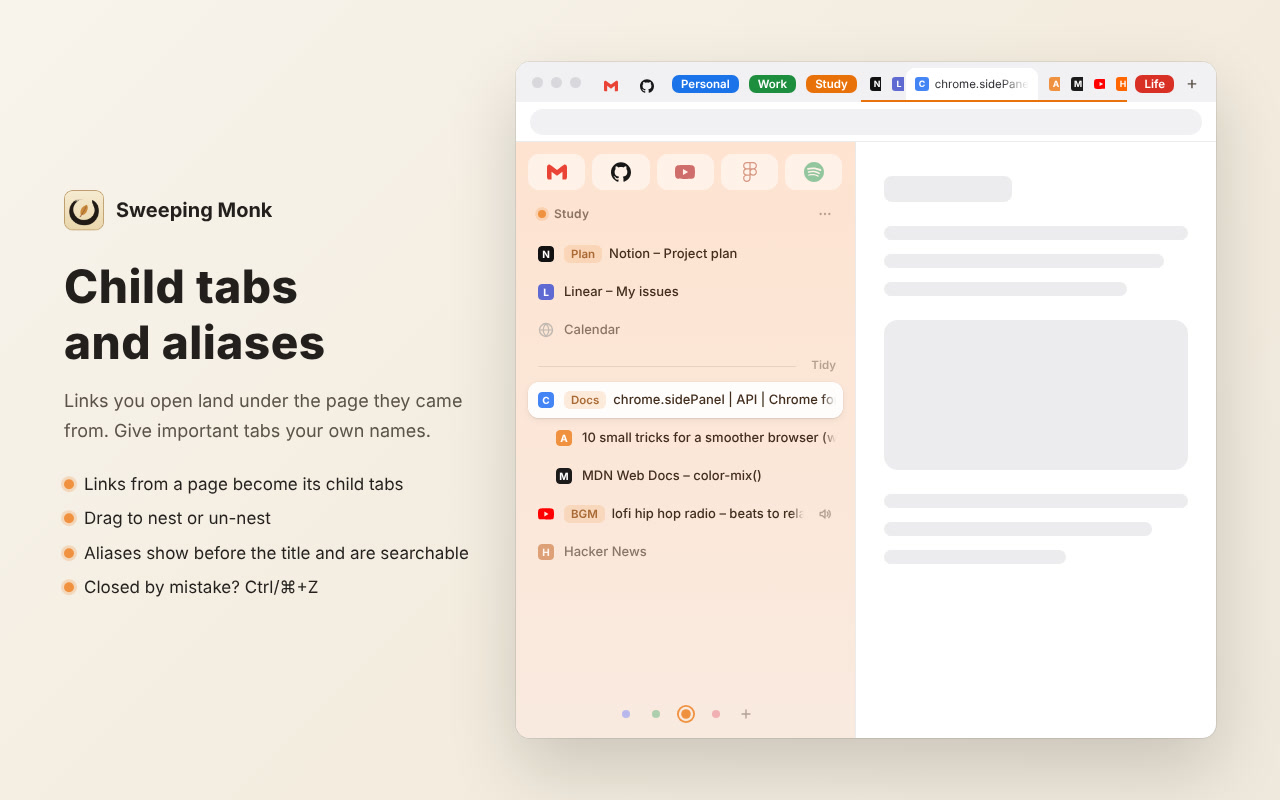 Sweeping Monk
Child tabs
and aliases
Links you open land under the page they came
from. Give important tabs your own names.
Links from a page become its child tabs
Drag to nest or un-nest
Aliases show before the title and are searchable
Closed by mistake? Ctrl/⌘+Z
Personal Work Study N L C chrome.sidePane A M H Life +
Study ...
N Plan Notion – Project plan
L Linear – My issues
Calendar
Tidy
C Docs chrome.sidePanel | API | Chrome fo
A 10 small tricks for a smoother browser (w
M MDN Web Docs – color-mix()
BGM lofi hip hop radio – beats to rela
H Hacker News
+